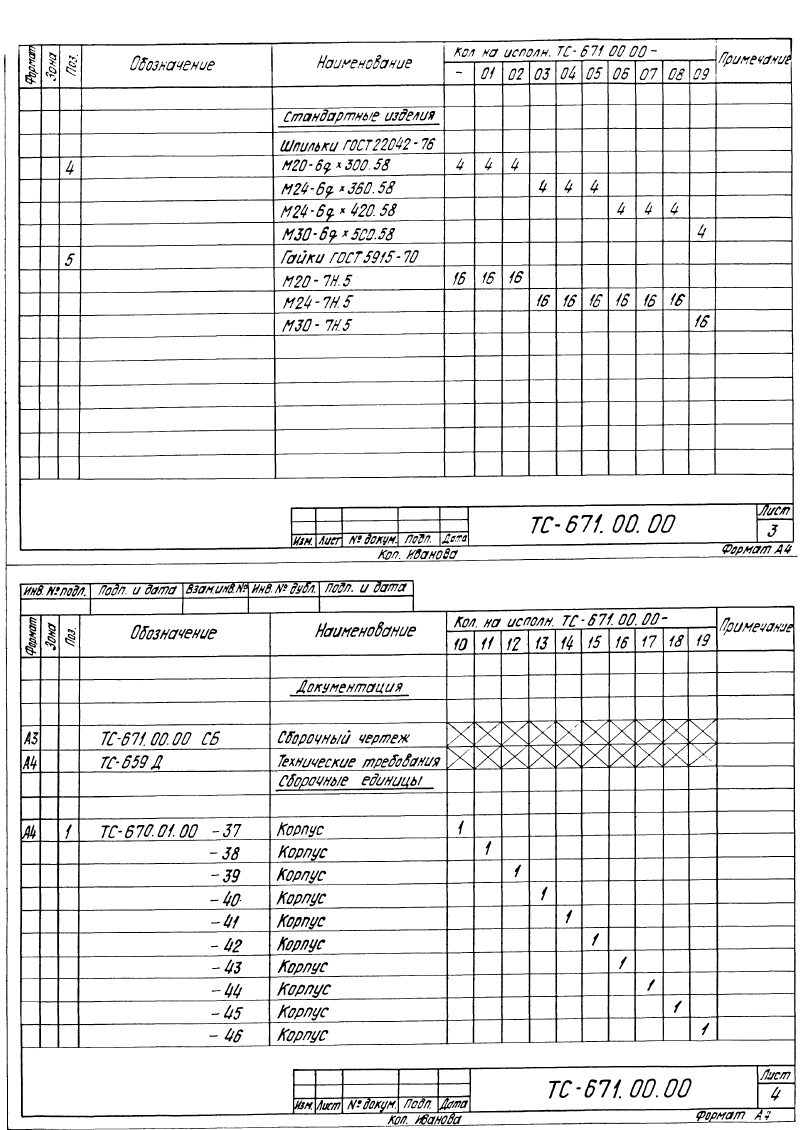 Формат Зона Поз. Обозначение Наименование Кол на исполн. ТС-671 00 00 - Примечание
- 01 02 03 04 05 06 07 08 09
Стандартные изделия
Шпильки ГОСТ 22042-76
4 М20-6g × 300.58 4 4 4
М24-6g × 360.58 4 4 4
М24-6g × 420.58 4 4 4
М30-6g × 500.58 4
5 Гайки ГОСТ 5915-70
М20-7Н.5 16 16 16
М24-7Н.5 16 16 16 16 16 16
М30-7Н.5 16
Изм. Лист № докум. Подп. Дата ТС-671.00.00 Лист 3
Коп. Иванова Формат А4
Инв. № подл. Подп. и дата Взам.инв.№ Инв. № дубл. Подп. и дата
Формат Зона Поз. Обозначение Наименование Кол. на исполн. ТС-671.00.00- Примечание
10 11 12 13 14 15 16 17 18 19
Документация
А3 ТС-671.00.00 СБ Сборочный чертеж
А4 ТС-659 Д Технические требования
Сборочные единицы
А4 1 ТС-670.01.00 -37 Корпус 1
-38 Корпус 1
-39 Корпус 1
-40 Корпус 1
-41 Корпус 1
-42 Корпус 1
-43 Корпус 1
-44 Корпус 1
-45 Корпус 1
-46 Корпус 1
Изм. Лист № докум. Подп. Дата ТС-671.00.00 Лист 4
Коп. Иванова Формат А4